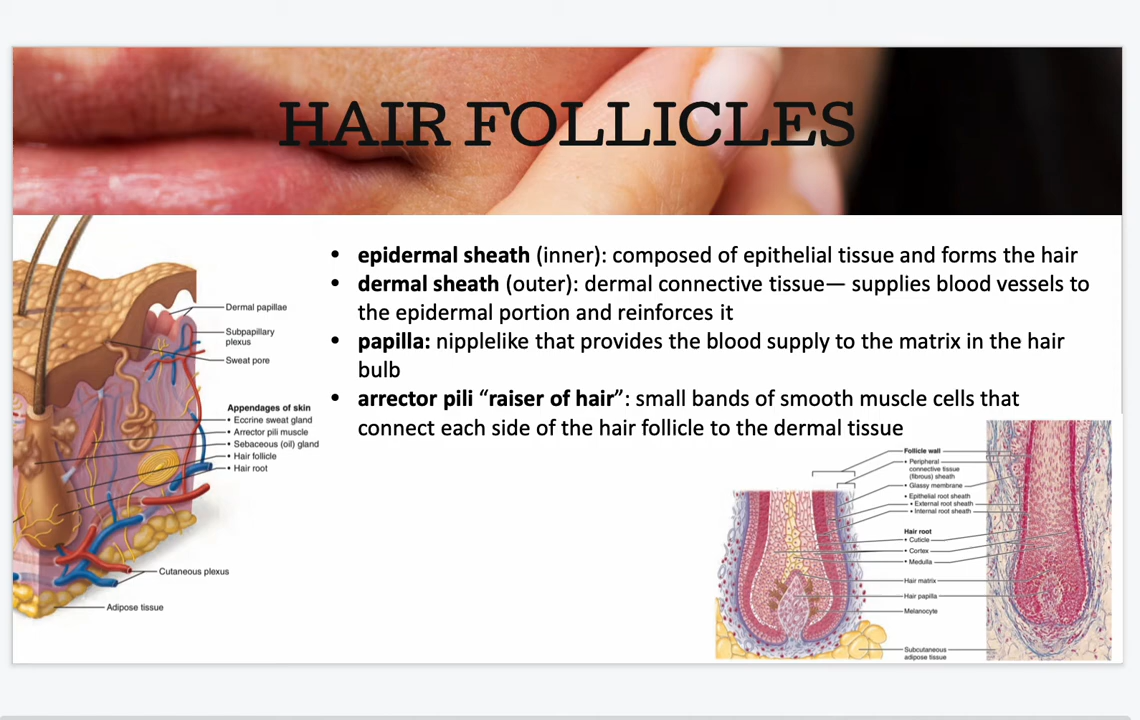 HAIR FOLLICLES
• epidermal sheath (inner): composed of epithelial tissue and forms the hair
• dermal sheath (outer): dermal connective tissue— supplies blood vessels to
the epidermal portion and reinforces it
• papilla: nipplelike that provides the blood supply to the matrix in the hair
bulb
• arrector pili “raiser of hair”: small bands of smooth muscle cells that
connect each side of the hair follicle to the dermal tissue
Dermal papillae
Subpapillary
plexus
Sweat pore
Appendages of skin
• Eccrine sweat gland
• Arrector pili muscle
• Sebaceous (oil) gland
• Hair follicle
• Hair root
Cutaneous plexus
Adipose tissue
Follicle wall
• Peripheral
connective tissue
(fibrous) sheath
• Glassy membrane
• Epithelial root sheath
• External root sheath
• Internal root sheath
Hair root
• Cuticle
• Cortex
• Medulla
Hair matrix
Hair papilla
Melanocyte
Subcutaneous
adipose tissue